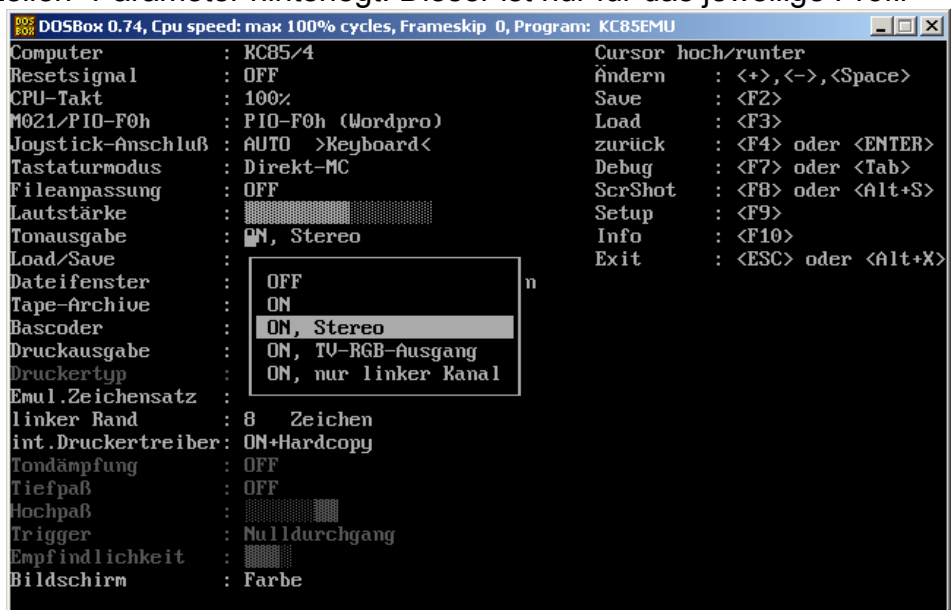 DOSBox 0.74, Cpu speed: max 100% cycles, Frameskip 0, Program: KC85EMU
Computer : KC85/4 Cursor hoch/runter
Resetsignal : OFF Ändern : <+>,<->,<Space>
CPU-Takt : 100% Save : <F2>
M021/PIO-F0h : PIO-F0h (Wordpro) Load : <F3>
Joystick-Anschluß : AUTO >Keyboard< zurück : <F4> oder <ENTER>
Tastaturmodus : Direkt-MC Debug : <F7> oder <Tab>
Fileanpassung : OFF ScrShot : <F8> oder <Alt+S>
Lautstärke : Setup : <F9>
Tonausgabe : ON, Stereo Info : <F10>
Load/Save : Exit : <ESC> oder <Alt+X>
Dateifenster : OFF n
Tape-Archive : ON
Bascoder : ON, Stereo
Druckausgabe : ON, TV-RGB-Ausgang
Druckertyp : ON, nur linker Kanal
Emul.Zeichensatz :
linker Rand : 8 Zeichen
int.Druckertreiber: ON+Hardcopy
Tondämpfung : OFF
Tiefpaß : OFF
Hochpaß :
Trigger : Nulldurchgang
Empfindlichkeit :
Bildschirm : Farbe